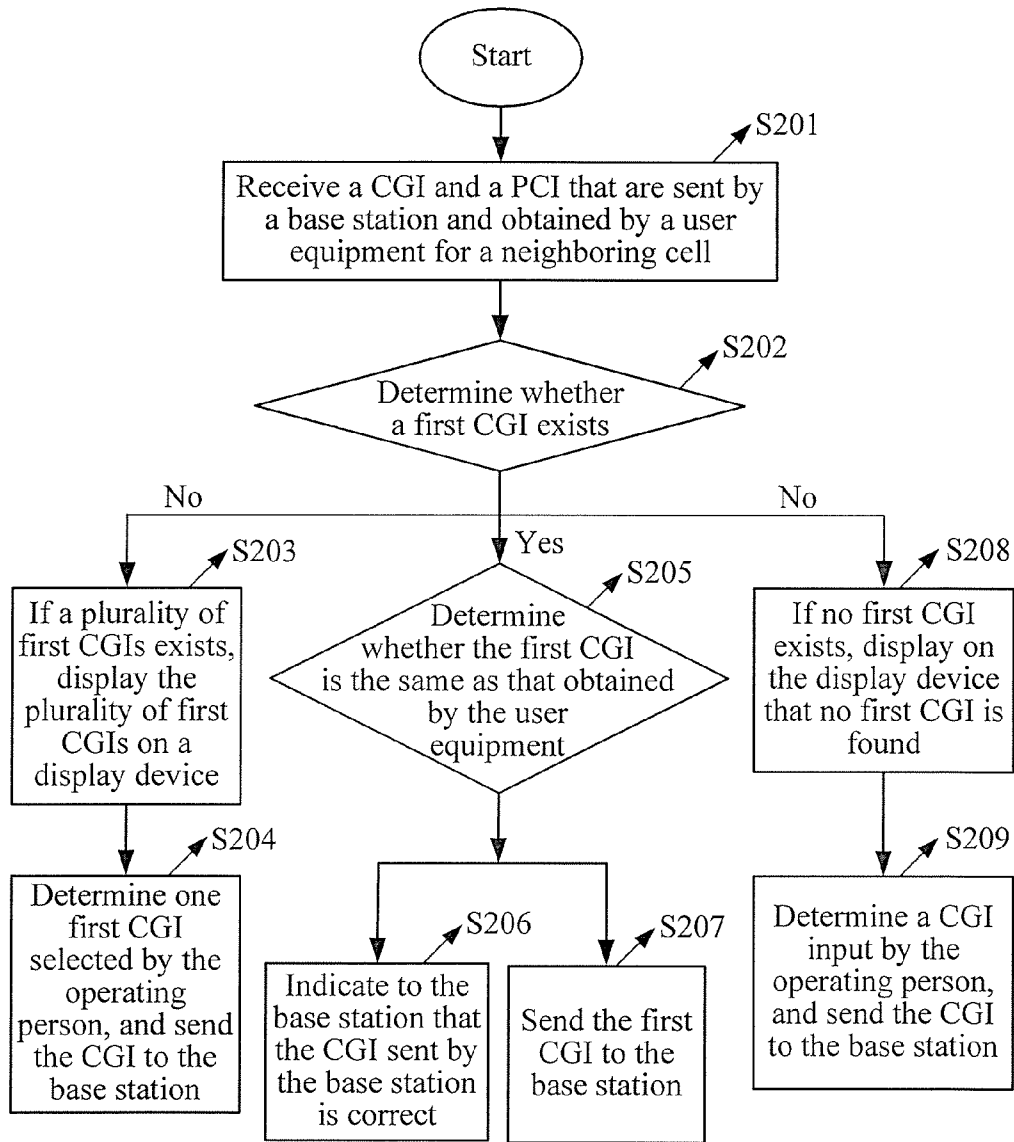 Start
S201
Receive a CGI and a PCI that are sent by
a base station and obtained by a user
equipment for a neighboring cell
S202
Determine whether
a first CGI exists
No
Yes
No
S203
If a plurality of
first CGIs exists,
display the
plurality of first
CGIs on a
display device
S205
Determine
whether the first CGI
is the same as that obtained
by the user
equipment
S208
If no first CGI
exists, display on
the display device
that no first CGI is
found
S204
Determine one
first CGI
selected by the
operating
person, and send
the CGI to the
base station
S206
Indicate to the
base station that
the CGI sent by
the base station
is correct
S207
Send the first
CGI to the
base station
S209
Determine a CGI
input by the
operating person,
and send the CGI
to the base station